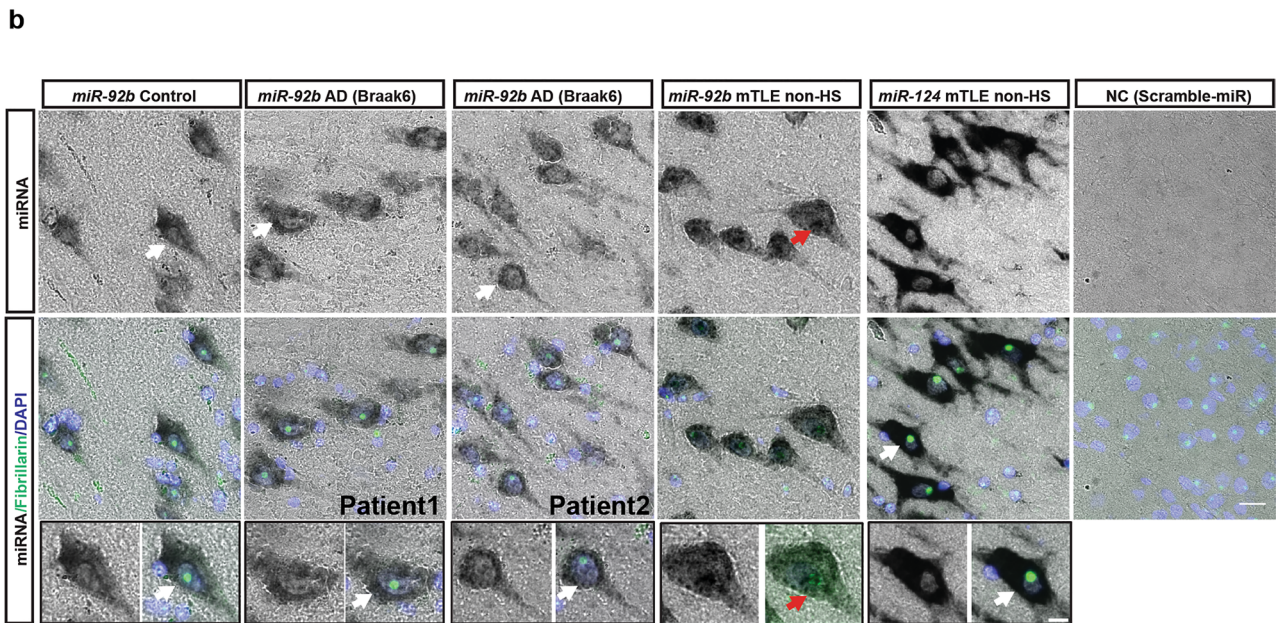 b
miR-92b Control
miR-92b AD (Braak6)
miR-92b AD (Braak6)
miR-92b mTLE non-HS
miR-124 mTLE non-HS
NC (Scramble-miR)
miRNA
miRNA/Fibrillarin/DAPI
Patient1
Patient2